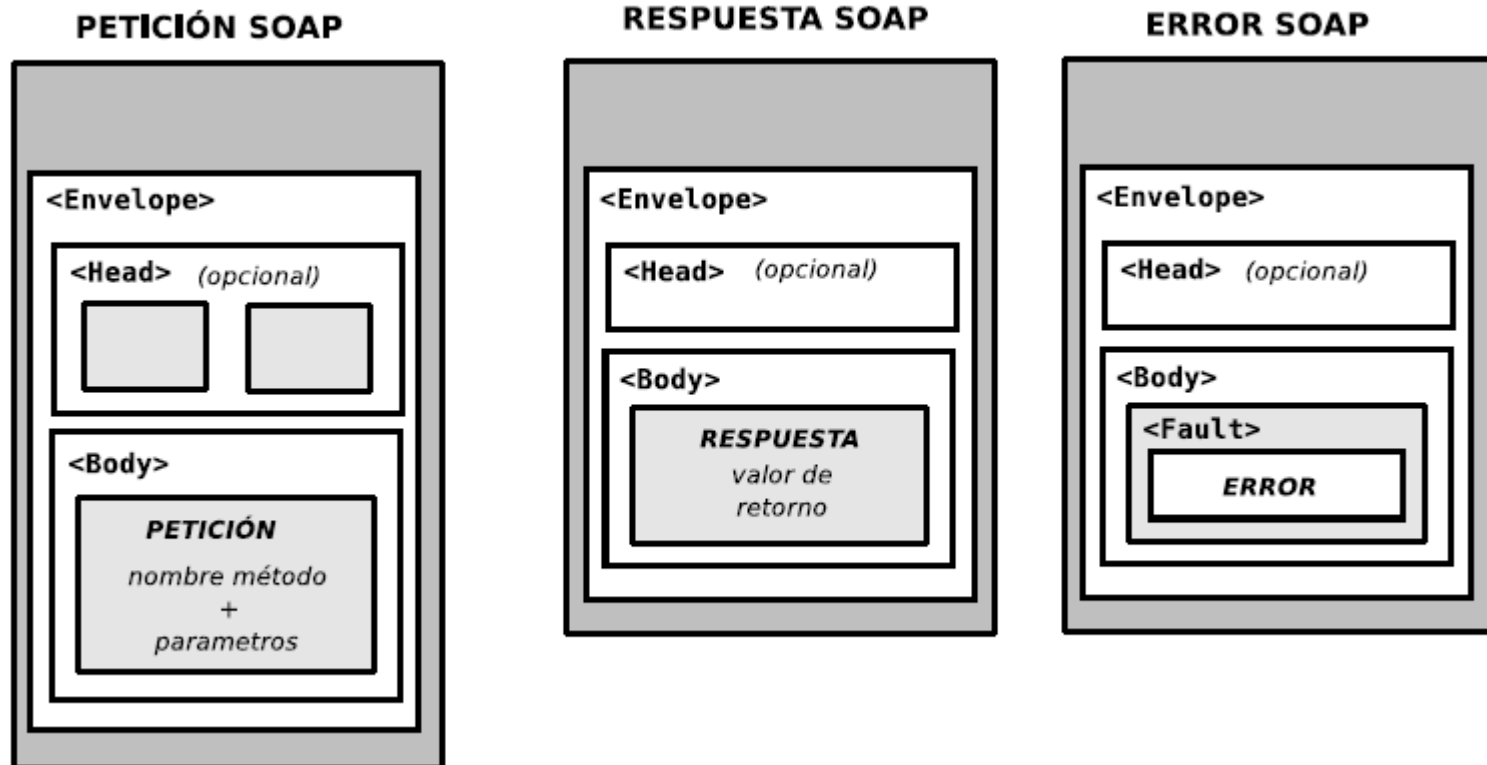 PETICIÓN SOAP
<Envelope>
<Head> (opcional)
<Body>
PETICIÓN
nombre método
+
parametros
RESPUESTA SOAP
<Envelope>
<Head> (opcional)
<Body>
RESPUESTA
valor de
retorno
ERROR SOAP
<Envelope>
<Head> (opcional)
<Body>
<Fault>
ERROR